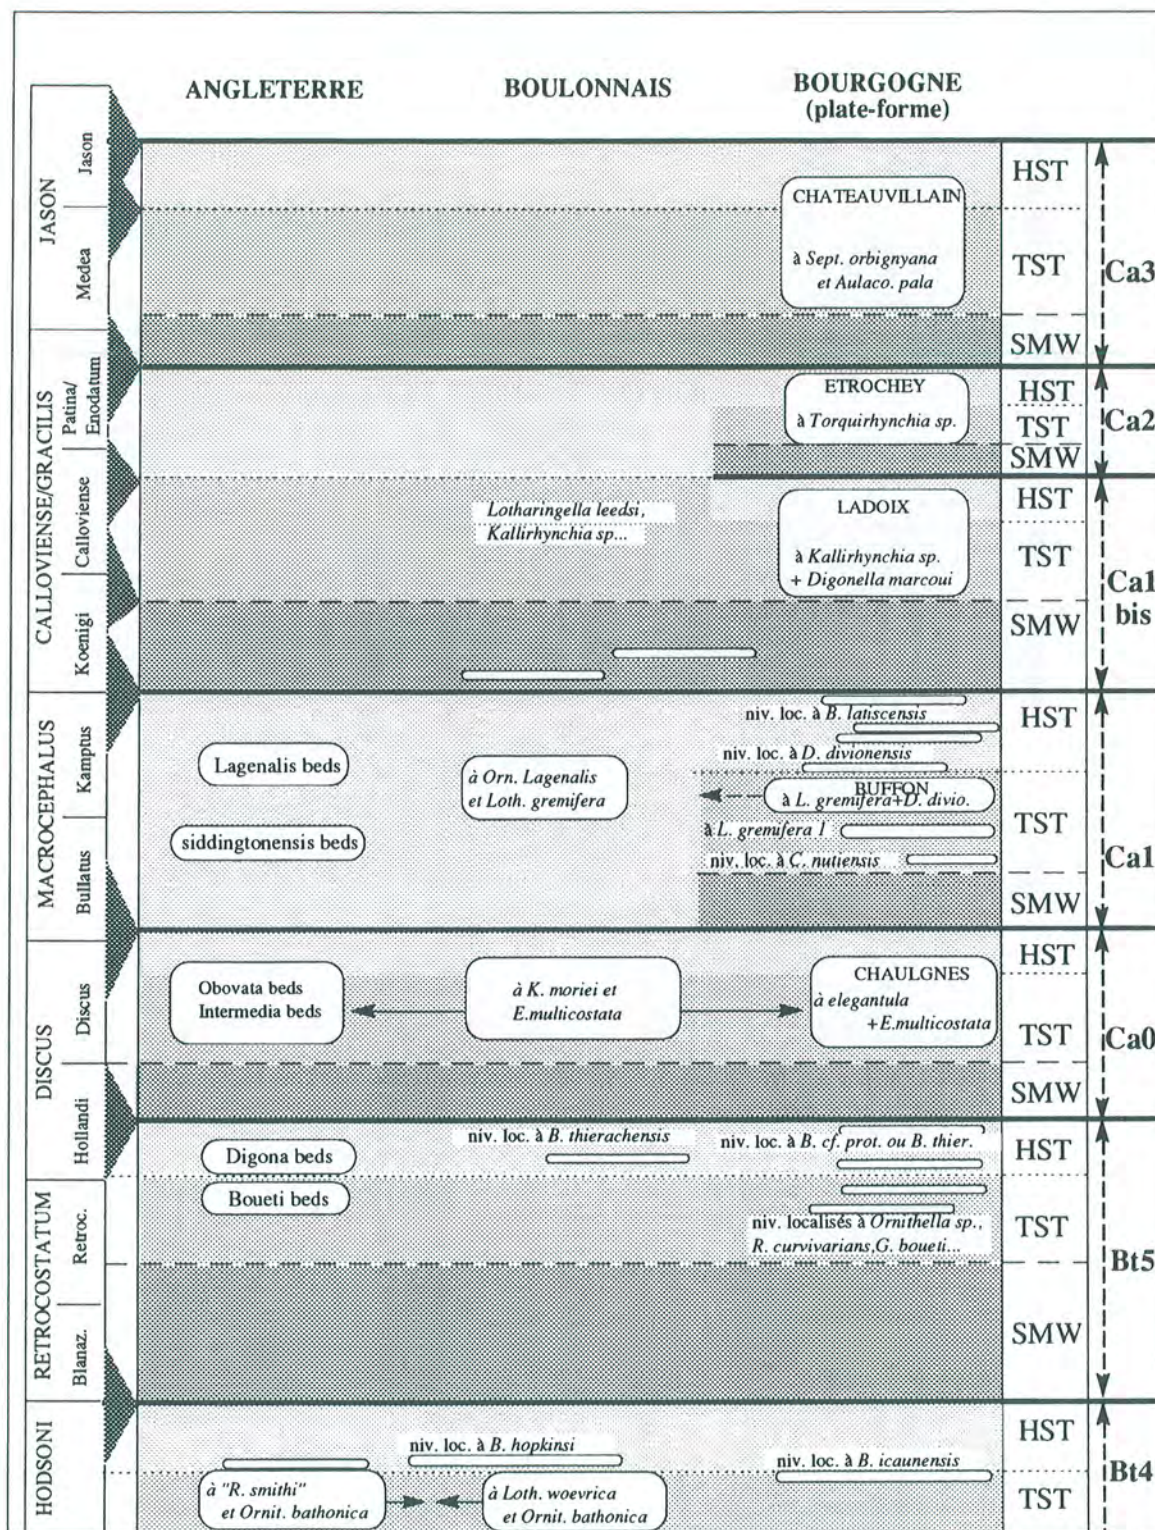 ANGLETERRE
BOULONNAIS
BOURGOGNE
(plate-forme)
JASON
Jason
Medea
CHATEAUVILLAIN
à Sept. orbignyana
et Aulaco. pala
HST
TST
SMW
Ca3
CALLOVIENSE/GRACILIS
Patina/
Enodatum
Calloviense
Koenigi
ETROCHEY
à Torquirhynchia sp.
HST
TST
SMW
Ca2
Lotharingella leedsi,
Kallirhynchia sp...
LADOIX
à Kallirhynchia sp.
+ Digonella marcoui
HST
TST
SMW
Ca1
bis
MACROCEPHALUS
Kamptus
Bullatus
Lagenalis beds
siddingtonensis beds
à Orn. Lagenalis
et Loth. gremifera
niv. loc. à B. latiscensis
niv. loc. à D. divionensis
BUFFON
à L. gremifera+D. divio.
à L. gremifera 1
niv. loc. à C. nutiensis
HST
TST
SMW
Ca1
DISCUS
Discus
Hollandi
Obovata beds
Intermedia beds
à K. moriei et
E.multicostata
CHAULGNES
à elegantula
+E.multicostata
HST
TST
SMW
Ca0
RETROCOSTATUM
Retroc.
Blanaz.
Digona beds
Boueti beds
niv. loc. à B. thierachensis
niv. loc. à B. cf. prot. ou B. thier.
niv. localisés à Ornithella sp.,
R. curvivarians,G. boueti...
HST
TST
SMW
Bt5
HODSONI
niv. loc. à B. hopkinsi
niv. loc. à B. icaunensis
à "R. smithi"
et Ornit. bathonica
à Loth. woevrica
et Ornit. bathonica
HST
TST
Bt4